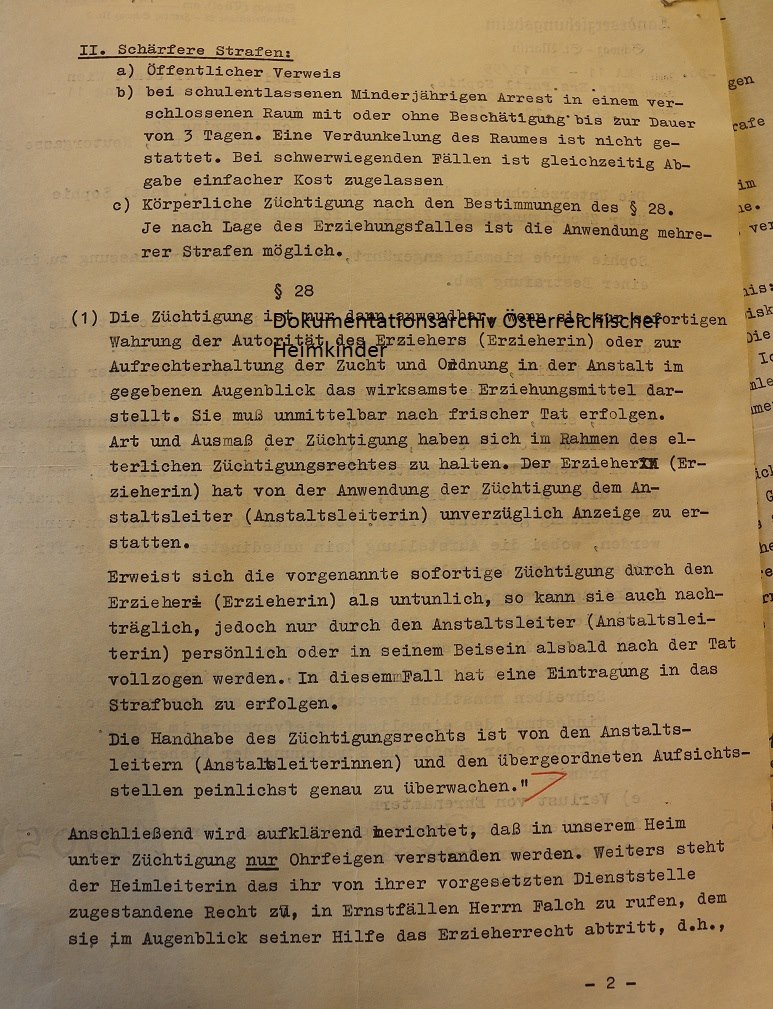 II. Schärfere Strafen:
a) Öffentlicher Verweis
b) bei schulentlassenen Minderjährigen Arrest in einem ver-
schlossenen Raum mit oder ohne Beschätigung bis zur Dauer
von 3 Tagen. Eine Verdunkelung des Raumes ist nicht ge-
stattet. Bei schwerwiegenden Fällen ist gleichzeitig Ab-
gabe einfacher Kost zugelassen
c) Körperliche Züchtigung nach den Bestimmungen des § 28.
Je nach Lage des Erziehungsfalles ist die Anwendung mehre-
rer Strafen möglich.
§ 28
(1) Die Züchtigung ist nur dann anwendbar, wenn sie zur sofortigen
Dokumentationsarchiv Österreichischer
Heimkinder
Wahrung der Autorität des Erziehers (Erzieherin) oder zur
Aufrechterhaltung der Zucht und Ordnung in der Anstalt im
gegebenen Augenblick das wirksamste Erziehungsmittel dar-
stellt. Sie muß unmittelbar nach frischer Tat erfolgen.
Art und Ausmaß der Züchtigung haben sich im Rahmen des el-
terlichen Züchtigungsrechtes zu halten. Der Erzieher (Er-
zieherin) hat von der Anwendung der Züchtigung dem An-
staltsleiter (Anstaltsleiterin) unverzüglich Anzeige zu er-
statten.
Erweist sich die vorgenannte sofortige Züchtigung durch den
Erzieher (Erzieherin) als untunlich, so kann sie auch nach-
träglich, jedoch nur durch den Anstaltsleiter (Anstaltslei-
terin) persönlich oder in seinem Beisein alsbald nach der Tat
vollzogen werden. In diesem Fall hat eine Eintragung in das
Strafbuch zu erfolgen.
Die Handhabe des Züchtigungsrechts ist von den Anstalts-
leitern (Anstaltsleiterinnen) und den übergeordneten Aufsichts-
stellen peinlichst genau zu überwachen."
Anschließend wird aufklärend berichtet, daß in unserem Heim
unter Züchtigung nur Ohrfeigen verstanden werden. Weiters steht
der Heimleiterin das ihr von ihrer vorgesetzten Dienststelle
zugestandene Recht zu, in Ernstfällen Herrn Falch zu rufen, dem
sie im Augenblick seiner Hilfe das Erzieherrecht abtritt, d.h.,
- 2 -